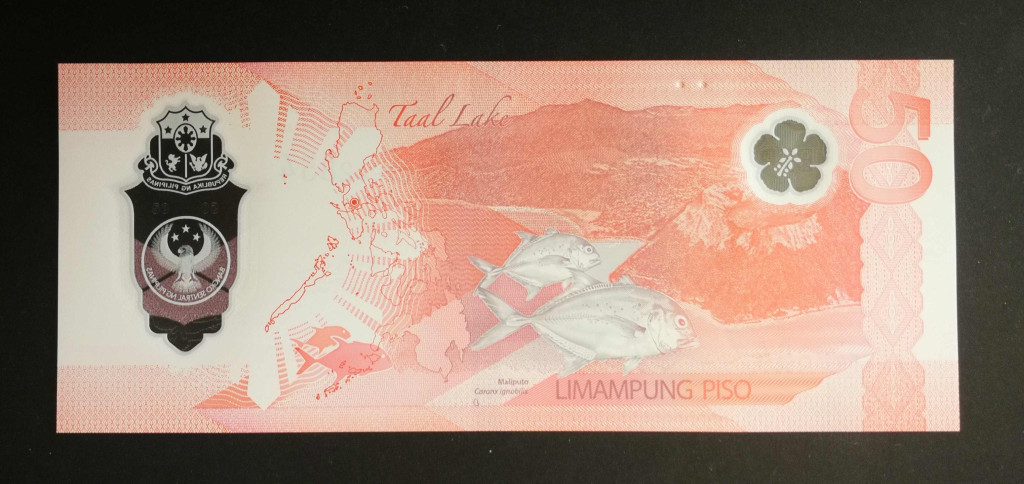 REPUBLIKA NG PILIPINAS
BANGKO SENTRAL NG PILIPINAS
Taal Lake
50
Maliputo
Caranx ignobilis
LIMAMPUNG PISO